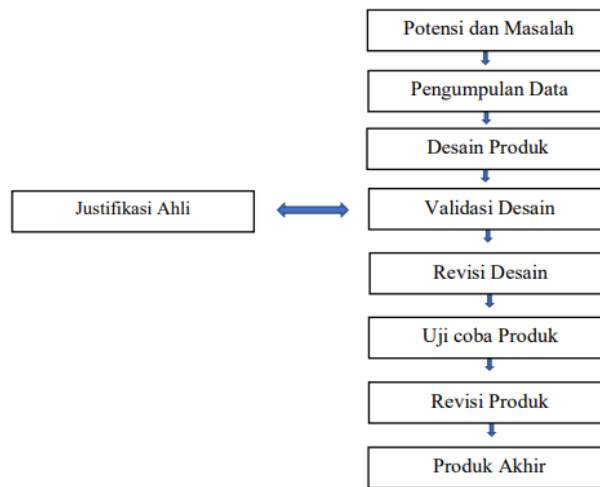 Potensi dan Masalah
Pengumpulan Data
Desain Produk
Justifikasi Ahli
Validasi Desain
Revisi Desain
Uji coba Produk
Revisi Produk
Produk Akhir